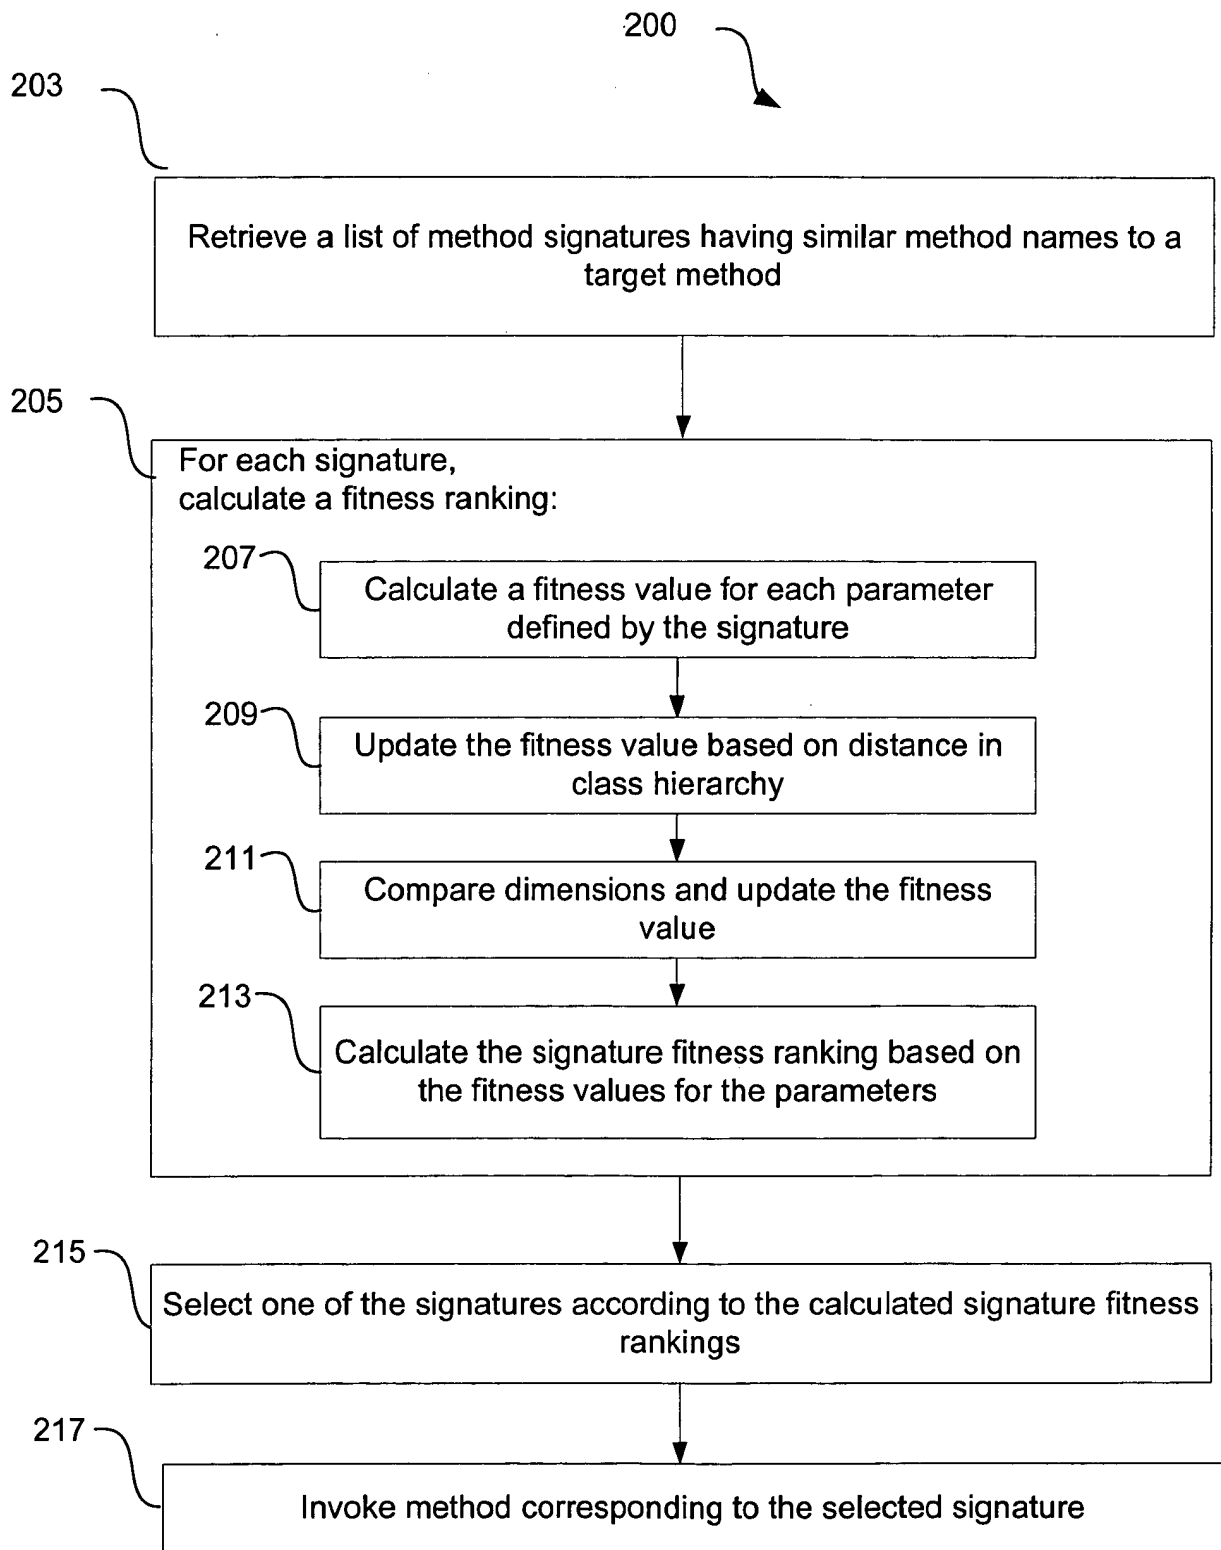 200
203
Retrieve a list of method signatures having similar method names to a
target method
205
For each signature,
calculate a fitness ranking:
207
Calculate a fitness value for each parameter
defined by the signature
209
Update the fitness value based on distance in
class hierarchy
211
Compare dimensions and update the fitness
value
213
Calculate the signature fitness ranking based on
the fitness values for the parameters
215
Select one of the signatures according to the calculated signature fitness
rankings
217
Invoke method corresponding to the selected signature